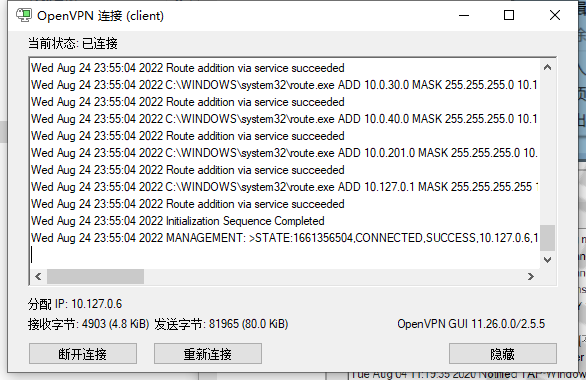 OpenVPN 连接 (client)
当前状态: 已连接
Wed Aug 24 23:55:04 2022 Route addition via service succeeded
Wed Aug 24 23:55:04 2022 C:\WINDOWS\system32\route.exe ADD 10.0.30.0 MASK 255.255.255.0 10.1
Wed Aug 24 23:55:04 2022 Route addition via service succeeded
Wed Aug 24 23:55:04 2022 C:\WINDOWS\system32\route.exe ADD 10.0.40.0 MASK 255.255.255.0 10.1
Wed Aug 24 23:55:04 2022 Route addition via service succeeded
Wed Aug 24 23:55:04 2022 C:\WINDOWS\system32\route.exe ADD 10.0.201.0 MASK 255.255.255.0 10.
Wed Aug 24 23:55:04 2022 Route addition via service succeeded
Wed Aug 24 23:55:04 2022 C:\WINDOWS\system32\route.exe ADD 10.127.0.1 MASK 255.255.255.255 1
Wed Aug 24 23:55:04 2022 Route addition via service succeeded
Wed Aug 24 23:55:04 2022 Initialization Sequence Completed
Wed Aug 24 23:55:04 2022 MANAGEMENT: >STATE:1661356504,CONNECTED,SUCCESS,10.127.0.6,1
分配 IP: 10.127.0.6
接收字节: 4903 (4.8 KiB) 发送字节: 81965 (80.0 KiB)
OpenVPN GUI 11.26.0.0/2.5.5
断开连接
重新连接
隐藏
Tue Aug 04 11:19:35 2020 Notified TAP-Window